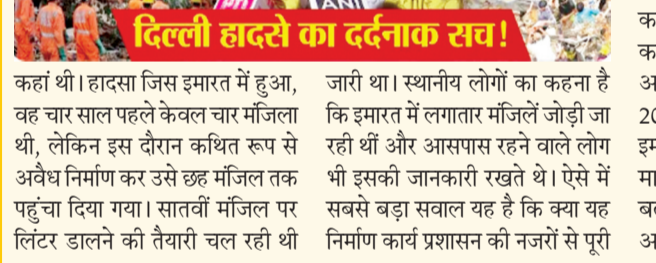 ANI
दिल्ली हादसे का दर्दनाक सच!
कहां थी। हादसा जिस इमारत में हुआ,
वह चार साल पहले केवल चार मंजिला
थी, लेकिन इस दौरान कथित रूप से
अवैध निर्माण कर उसे छह मंजिल तक
पहुंचा दिया गया। सातवीं मंजिल पर
लिंटर डालने की तैयारी चल रही थी
जारी था। स्थानीय लोगों का कहना है
कि इमारत में लगातार मंजिलें जोड़ी जा
रही थीं और आसपास रहने वाले लोग
भी इसकी जानकारी रखते थे। ऐसे में
सबसे बड़ा सवाल यह है कि क्या यह
निर्माण कार्य प्रशासन की नजरों से पूरी